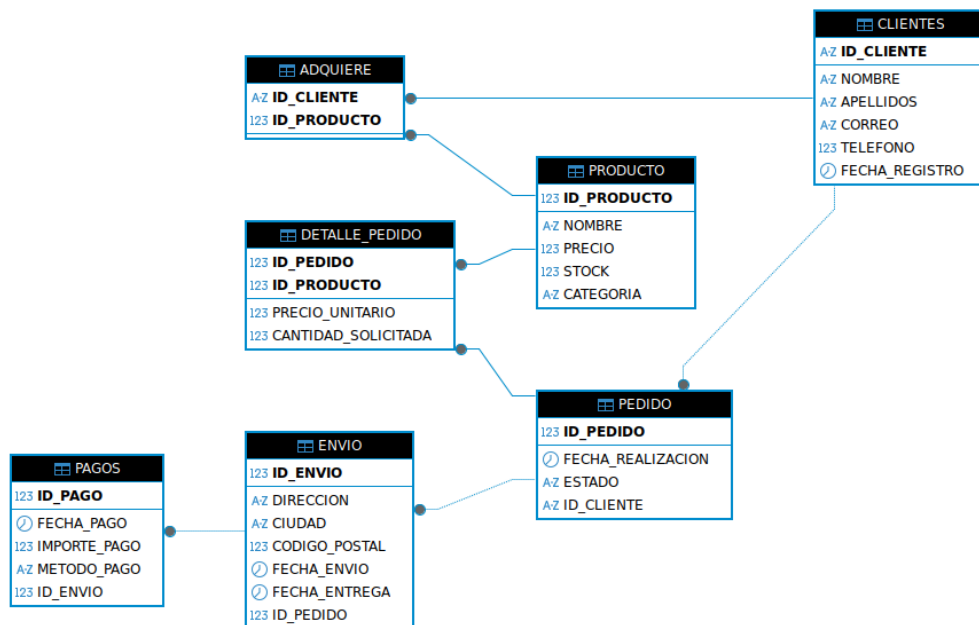 CLIENTES
A-Z ID_CLIENTE
A-Z NOMBRE
A-Z APELLIDOS
A-Z CORREO
123 TELEFONO
FECHA_REGISTRO
ADQUIERE
A-Z ID_CLIENTE
123 ID_PRODUCTO
PRODUCTO
123 ID_PRODUCTO
A-Z NOMBRE
123 PRECIO
123 STOCK
A-Z CATEGORIA
DETALLE_PEDIDO
123 ID_PEDIDO
123 ID_PRODUCTO
123 PRECIO_UNITARIO
123 CANTIDAD_SOLICITADA
PEDIDO
123 ID_PEDIDO
FECHA_REALIZACION
A-Z ESTADO
A-Z ID_CLIENTE
ENVIO
123 ID_ENVIO
A-Z DIRECCION
A-Z CIUDAD
123 CODIGO_POSTAL
FECHA_ENVIO
FECHA_ENTREGA
123 ID_PEDIDO
PAGOS
123 ID_PAGO
FECHA_PAGO
123 IMPORTE_PAGO
A-Z METODO_PAGO
123 ID_ENVIO